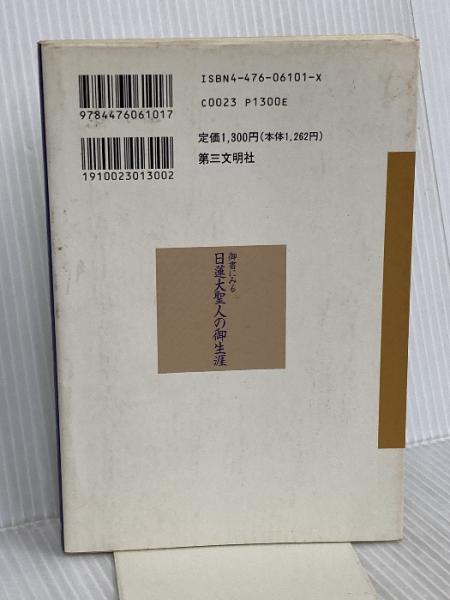 ISBN4-476-06101-X
C0023 P1300E
9784476061017
定価1,300円(本体1,262円)
第三文明社
1910023013002
御書にみる
日蓮大聖人の御生涯